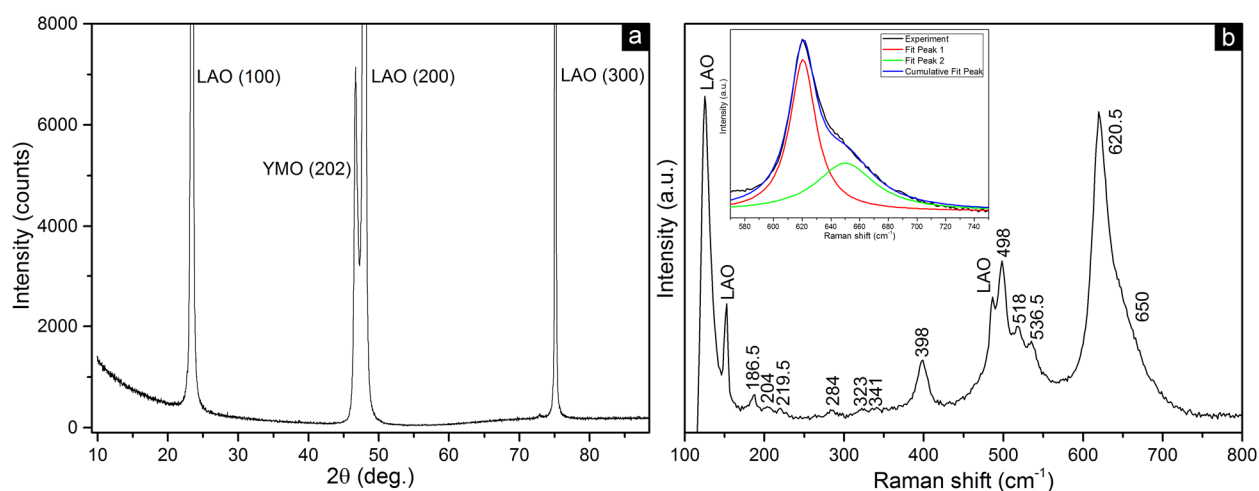 a
8000
6000
4000
2000
0
Intensity (counts)
LAO (100)
YMO (202)
LAO (200)
LAO (300)
10 20 30 40 50 60 70 80
2θ (deg.)
b
Intensity (a.u.)
LAO
LAO
186.5
204
219.5
284
323
341
398
LAO
498
518
536.5
620.5
650
100 200 300 400 500 600 700 800
Raman shift (cm⁻¹)
Experiment
Fit Peak 1
Fit Peak 2
Cumulative Fit Peak
Intensity (a.u.)
580 600 620 640 660 680 700 720 740
Raman shift (cm⁻¹)